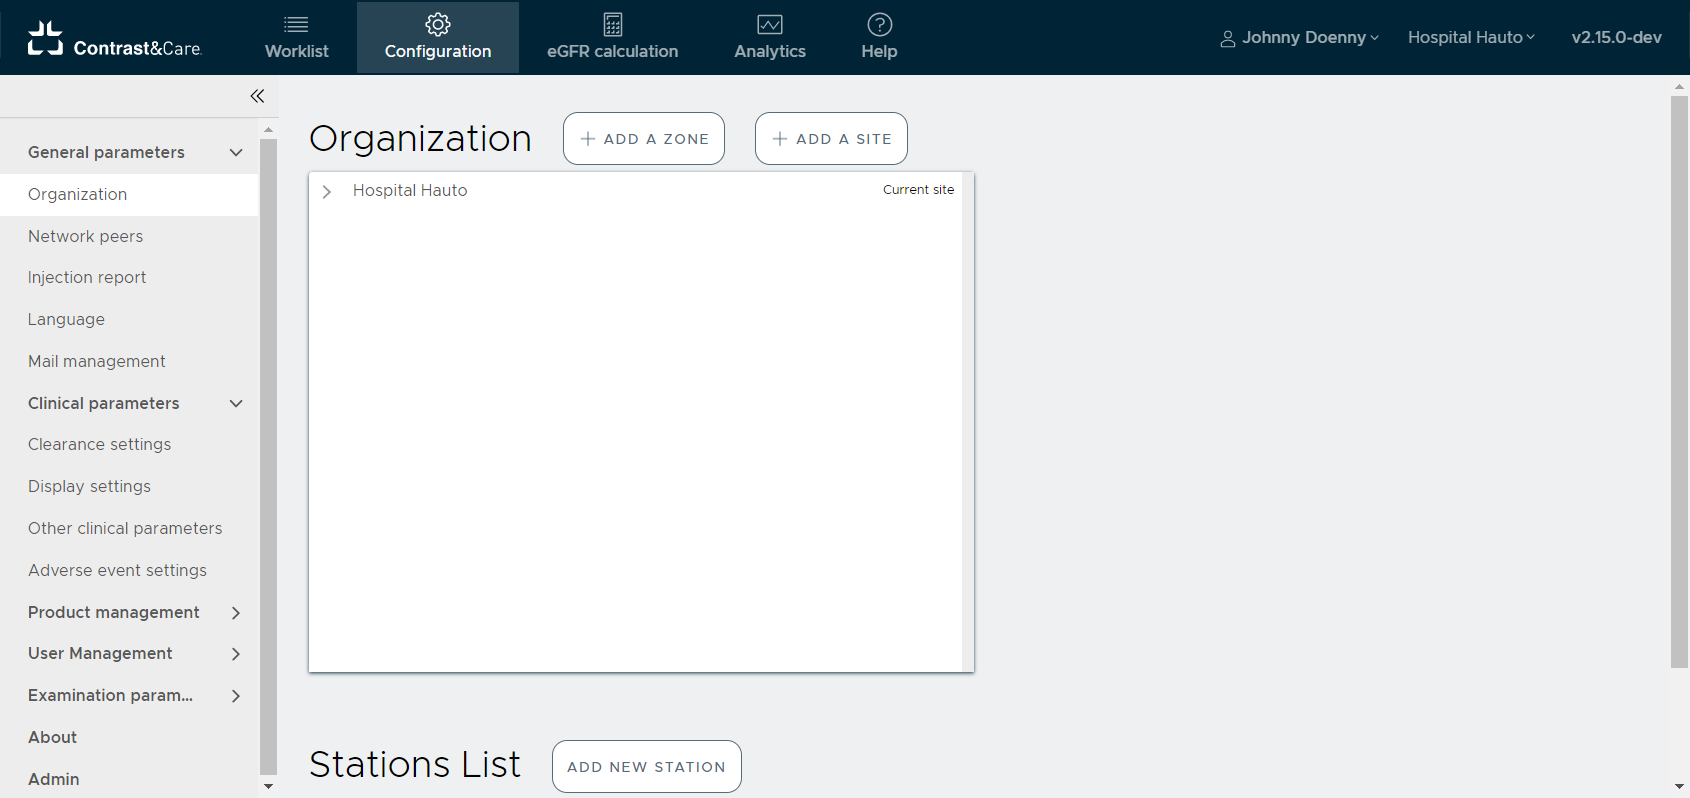 Contrast&Care
Worklist
Configuration
eGFR calculation
Analytics
Help
Johnny Doenny
Hospital Hauto
v2.15.0-dev
General parameters
Organization
Network peers
Injection report
Language
Mail management
Clinical parameters
Clearance settings
Display settings
Other clinical parameters
Adverse event settings
Product management
User Management
Examination param...
About
Admin
Organization
ADD A ZONE
ADD A SITE
Hospital Hauto
Current site
Stations List
ADD NEW STATION